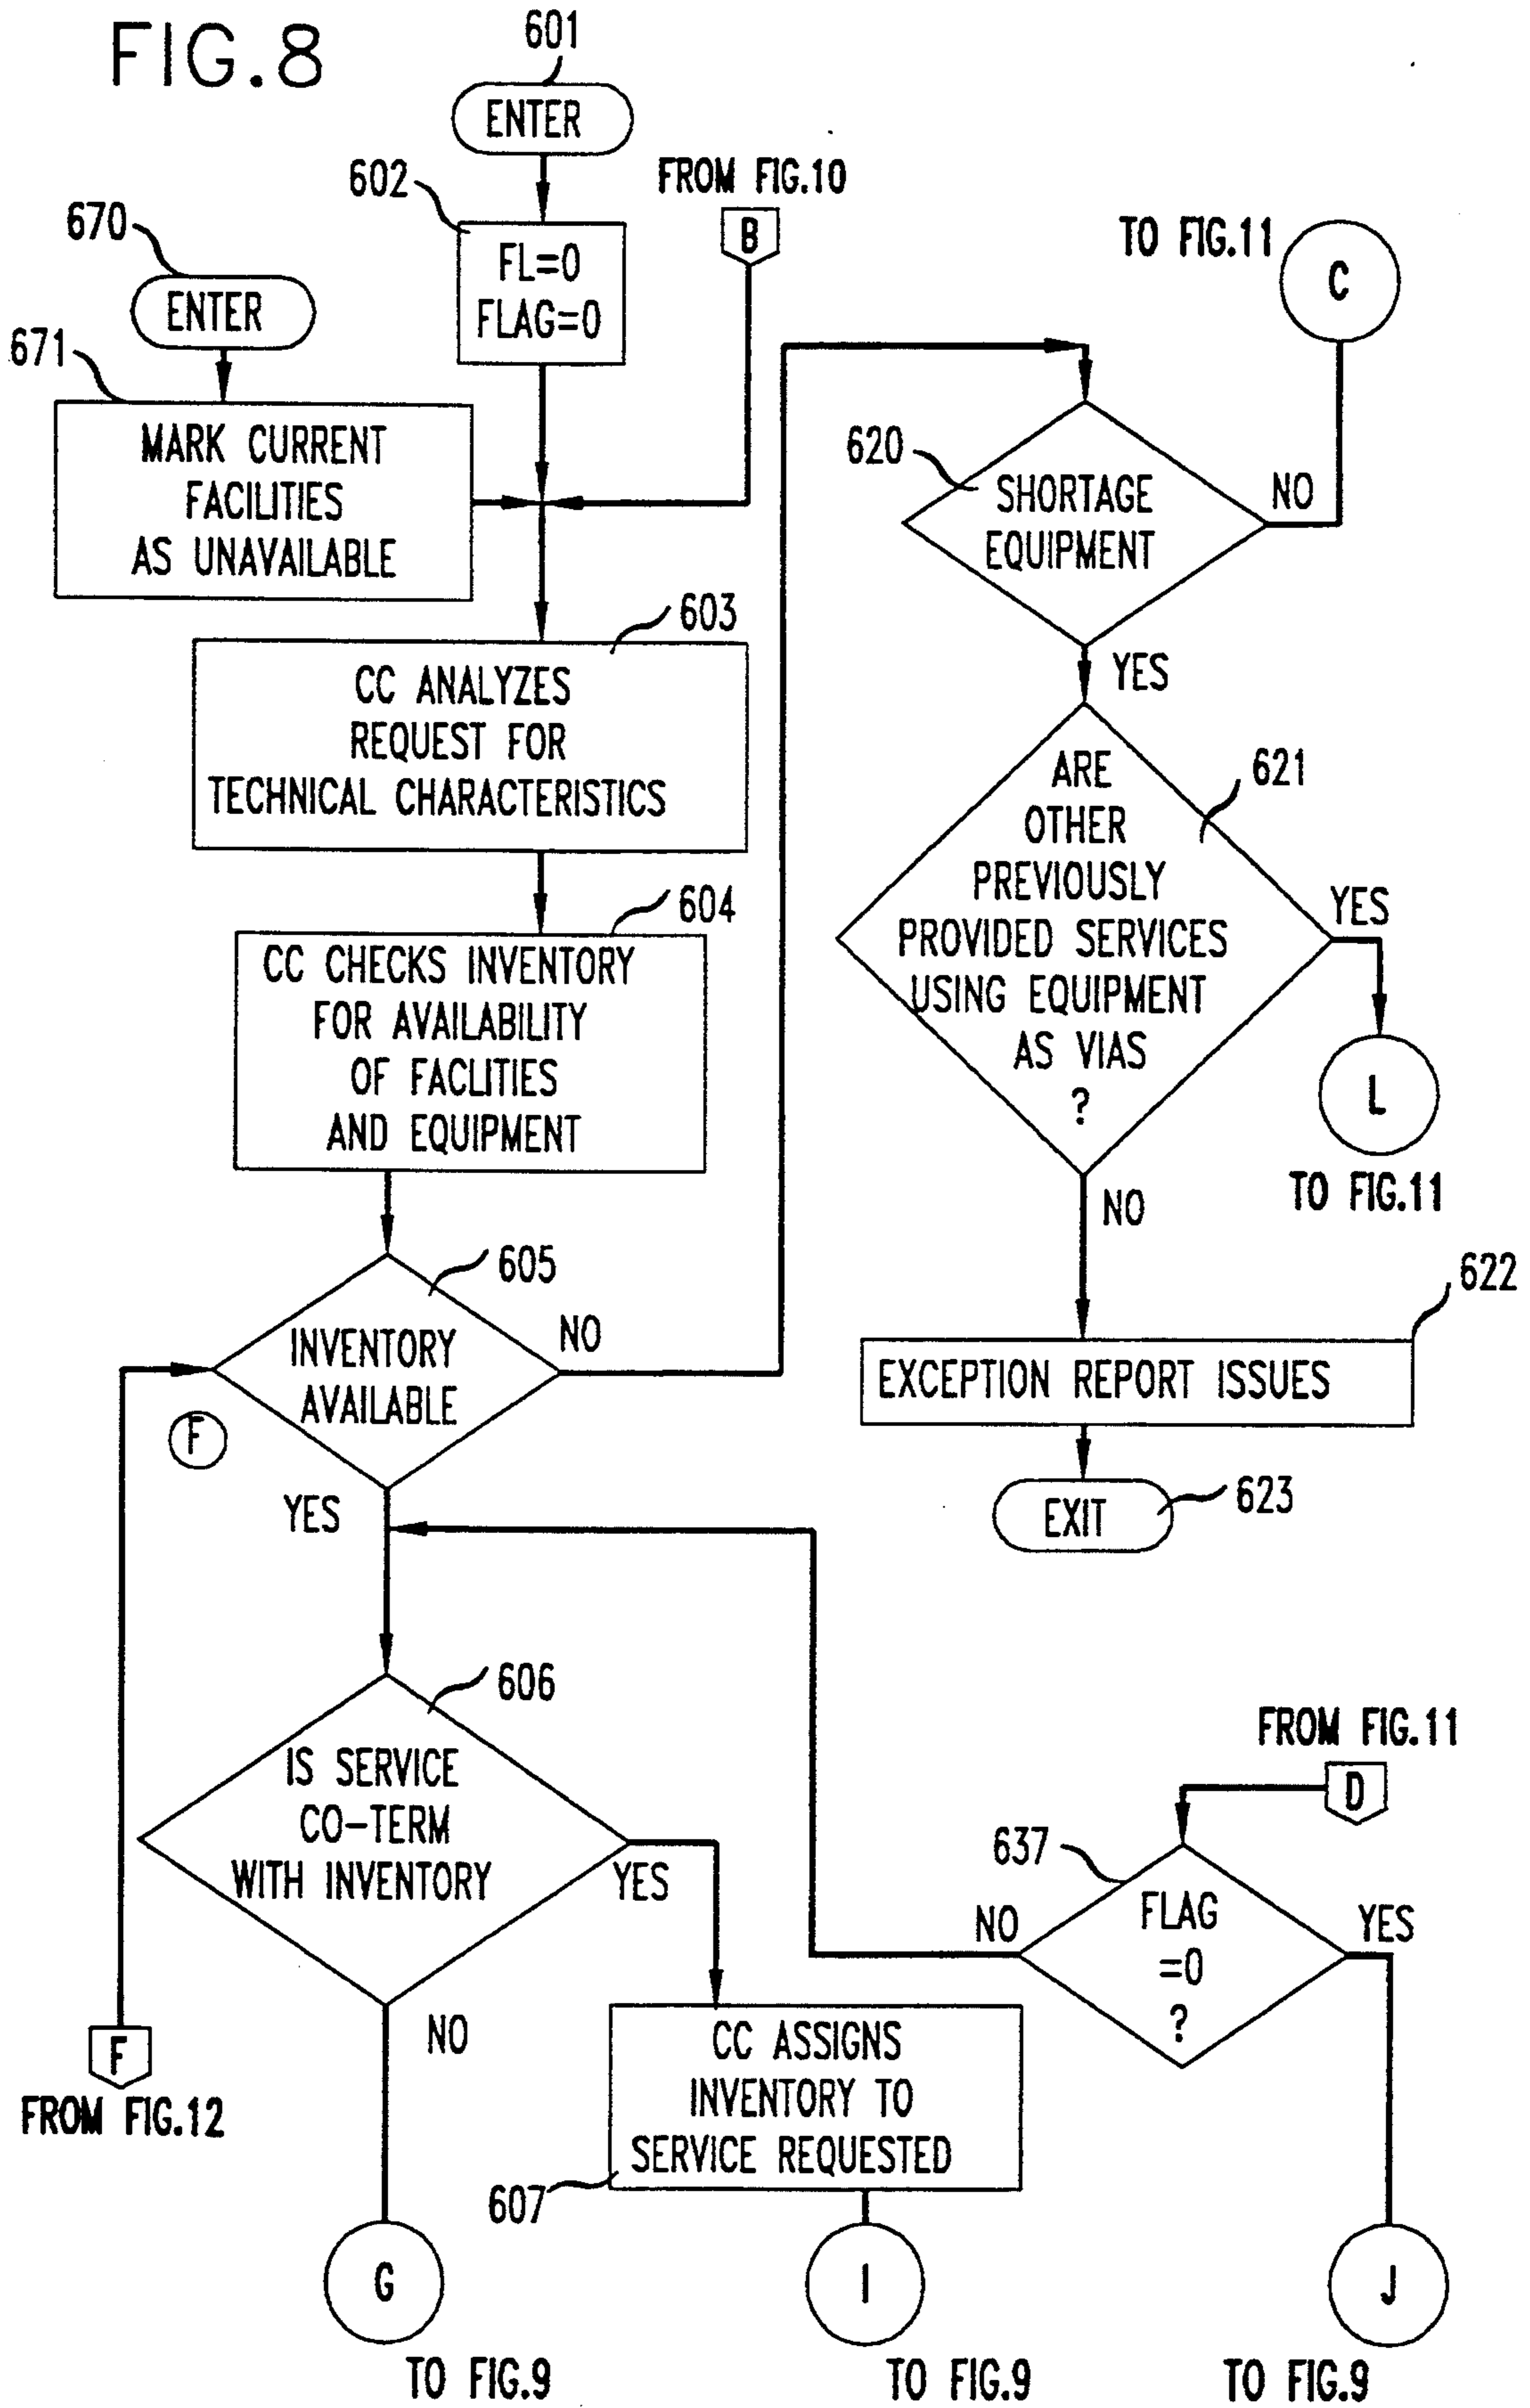 FIG.8
601
ENTER
602
FL=0
FLAG=0
FROM FIG.10
B
670
ENTER
671
MARK CURRENT
FACILITIES
AS UNAVAILABLE
603
CC ANALYZES
REQUEST FOR
TECHNICAL CHARACTERISTICS
604
CC CHECKS INVENTORY
FOR AVAILABILITY
OF FACLITIES
AND EQUIPMENT
605
INVENTORY
AVAILABLE
NO
F
YES
606
IS SERVICE
CO-TERM
WITH INVENTORY
YES
NO
F
FROM FIG.12
CC ASSIGNS
INVENTORY TO
SERVICE REQUESTED
607
G
TO FIG.9
I
TO FIG.9
TO FIG.11
C
620
SHORTAGE
EQUIPMENT
NO
YES
621
ARE
OTHER
PREVIOUSLY
PROVIDED SERVICES
USING EQUIPMENT
AS VIAS
?
YES
L
TO FIG.11
NO
622
EXCEPTION REPORT ISSUES
EXIT
623
FROM FIG.11
D
637
FLAG
=0
?
NO
YES
J
TO FIG.9